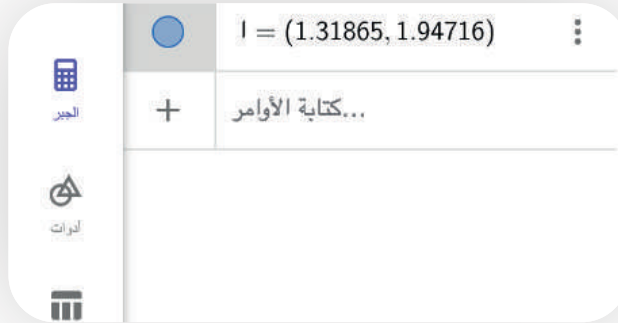 ا = (1.31865, 1.94716)
الجبر
كتابة الأوامر...
أدوات